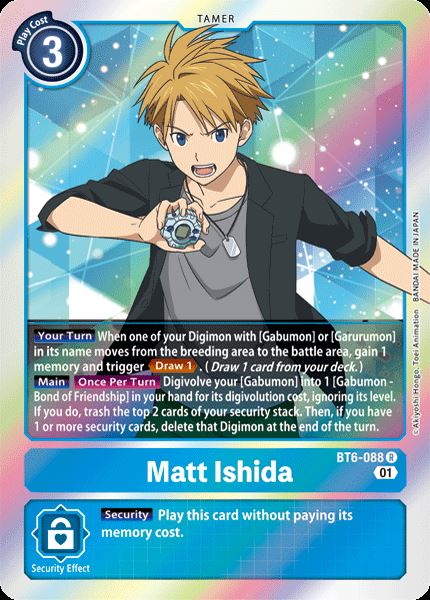 TAMER
Play Cost
3
Your Turn When one of your Digimon with [Gabumon] or [Garurumon]
in its name moves from the breeding area to the battle area, gain 1
memory and trigger Draw 1. (Draw 1 card from your deck.)
Main Once Per Turn Digivolve your [Gabumon] into 1 [Gabumon -
Bond of Friendship] in your hand for its digivolution cost, ignoring its level.
If you do, trash the top 2 cards of your security stack. Then, if you have
1 or more security cards, delete that Digimon at the end of the turn.
©Akiyoshi Hongo, Toei Animation BANDAI MADE IN JAPAN
Matt Ishida
BT6-088 R
01
Security Play this card without paying its
memory cost.
Security Effect